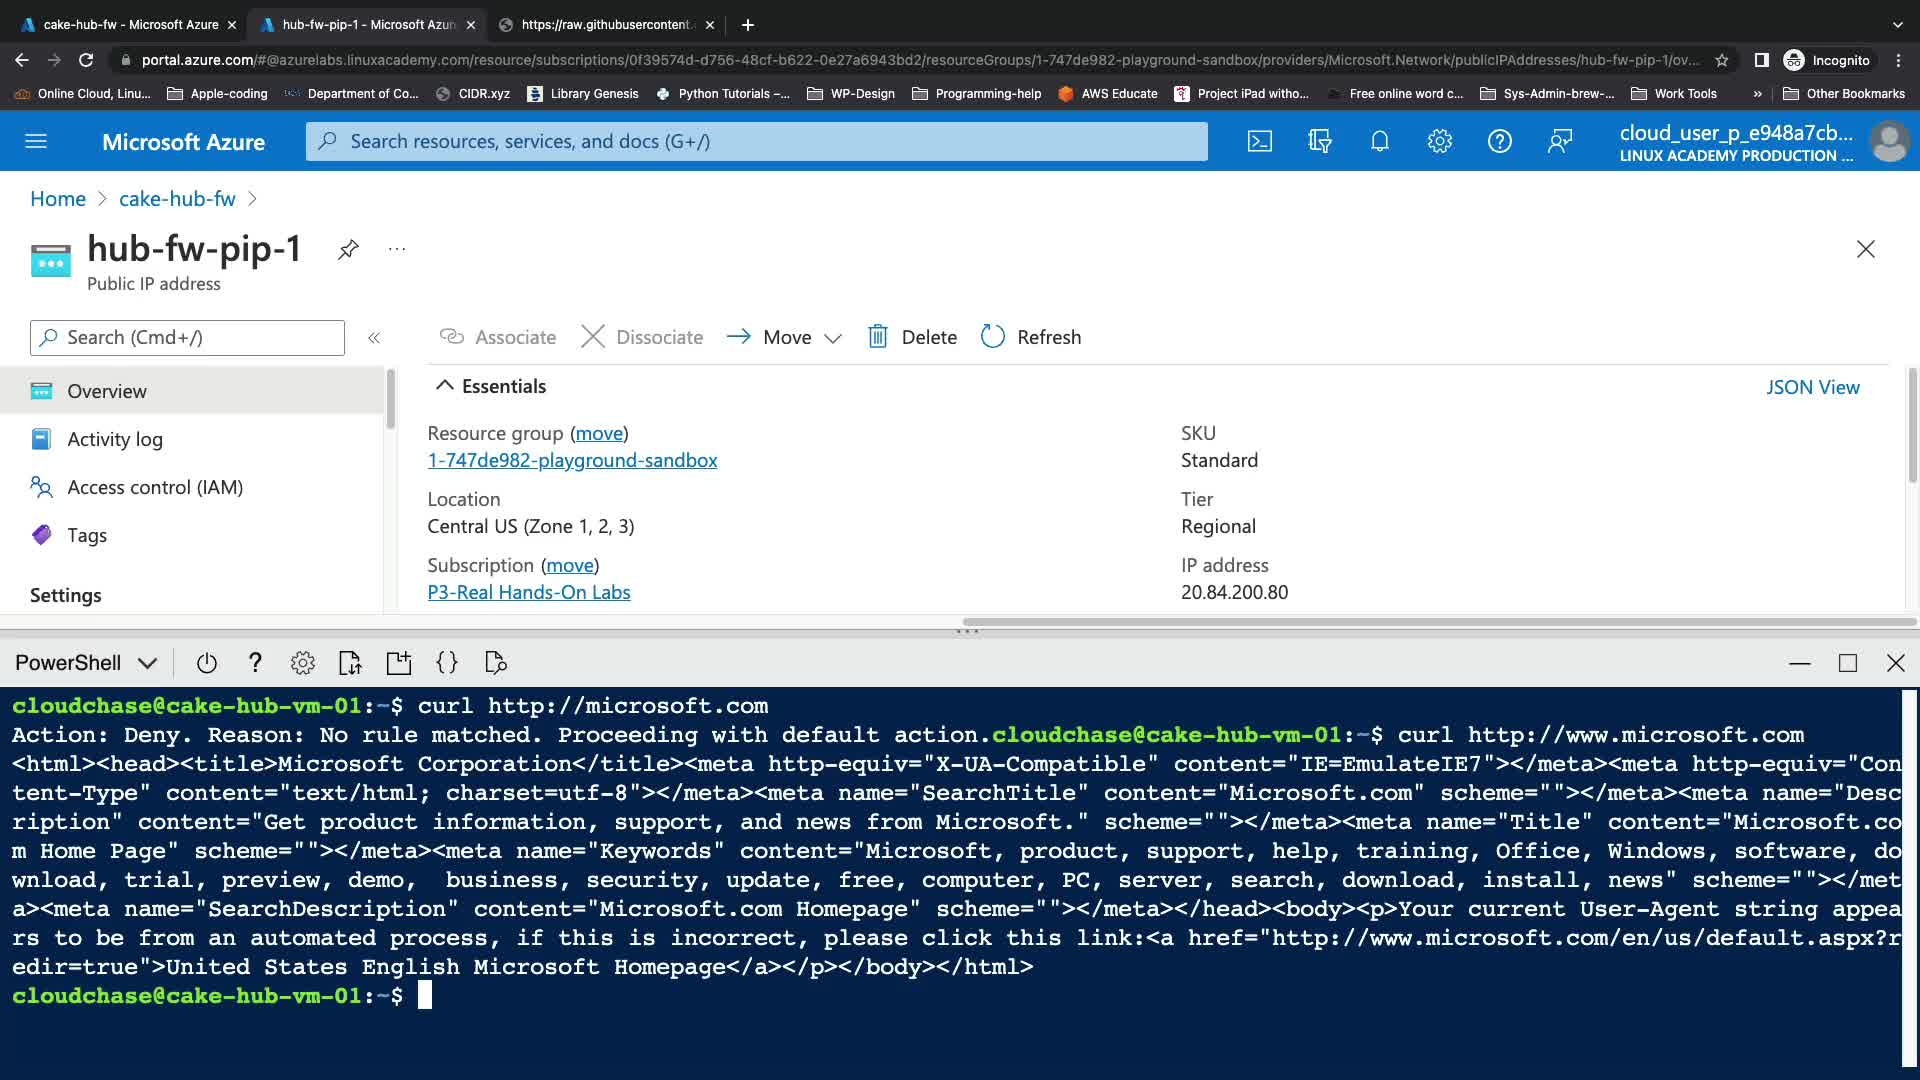 cake-hub-fw - Microsoft Azure
hub-fw-pip-1 - Microsoft Azur
https://raw.githubusercontent.
portal.azure.com/#@azurelabs.linuxacademy.com/resource/subscriptions/0f39574d-d756-48cf-b622-0e27a6943bd2/resourceGroups/1-747de982-playground-sandbox/providers/Microsoft.Network/publicIPAddresses/hub-fw-pip-1/ov...
Incognito
Online Cloud, Linu... Apple-coding Department of Co... CIDR.xyz Library Genesis Python Tutorials –... WP-Design Programming-help AWS Educate Project iPad witho... Free online word c... Sys-Admin-brew-... Work Tools » Other Bookmarks
Microsoft Azure
Search resources, services, and docs (G+/)
cloud_user_p_e948a7cb...
LINUX ACADEMY PRODUCTION ...
Home > cake-hub-fw >
hub-fw-pip-1
Public IP address
Search (Cmd+/)
«
Associate Dissociate Move Delete Refresh
Overview
Activity log
Access control (IAM)
Tags
Settings
Essentials
JSON View
Resource group (move)
1-747de982-playground-sandbox
Location
Central US (Zone 1, 2, 3)
Subscription (move)
P3-Real Hands-On Labs
SKU
Standard
Tier
Regional
IP address
20.84.200.80
PowerShell
cloudchase@cake-hub-vm-01:~$ curl http://microsoft.com
Action: Deny. Reason: No rule matched. Proceeding with default action.cloudchase@cake-hub-vm-01:~$ curl http://www.microsoft.com
<html><head><title>Microsoft Corporation</title><meta http-equiv="X-UA-Compatible" content="IE=EmulateIE7"></meta><meta http-equiv="Con
tent-Type" content="text/html; charset=utf-8"></meta><meta name="SearchTitle" content="Microsoft.com" scheme=""></meta><meta name="Desc
ription" content="Get product information, support, and news from Microsoft." scheme=""></meta><meta name="Title" content="Microsoft.co
m Home Page" scheme=""></meta><meta name="Keywords" content="Microsoft, product, support, help, training, Office, Windows, software, do
wnload, trial, preview, demo,  business, security, update, free, computer, PC, server, search, download, install, news" scheme=""></met
a><meta name="SearchDescription" content="Microsoft.com Homepage" scheme=""></meta></head><body><p>Your current User-Agent string appea
rs to be from an automated process, if this is incorrect, please click this link:<a href="http://www.microsoft.com/en/us/default.aspx?r
edir=true">United States English Microsoft Homepage</a></p></body></html>
cloudchase@cake-hub-vm-01:~$